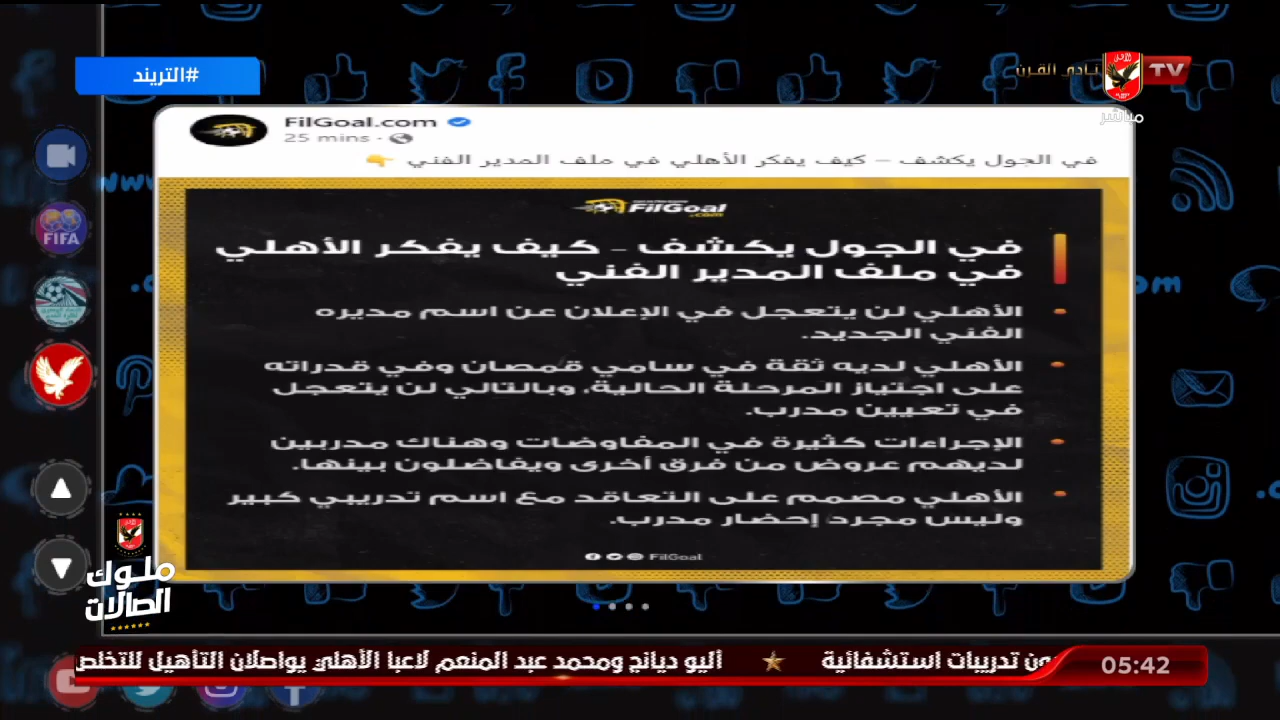 #التريند
نادي القرن
TV
مباشر
FilGoal.com
25 mins
في الجول يكشف – كيف يفكر الأهلي في ملف المدير الفني
FilGoal
.com
في الجول يكشف – كيف يفكر الأهلي
في ملف المدير الفني
الأهلي لن يتعجل في الإعلان عن اسم مديره
الفني الجديد.
الأهلي لديه ثقة في سامي قمصان وفي قدراته
على اجتياز المرحلة الحالية، وبالتالي لن يتعجل
في تعيين مدرب.
الإجراءات كثيرة في المفاوضات وهناك مدربين
لديهم عروض من فرق أخرى ويفاضلون بينها.
الأهلي مصمم على التعاقد مع اسم تدريبي كبير
وليس مجرد إحضار مدرب.
FilGoal
FIFA
ملوك
الصالات
ون تدريبات استشفائية
أليو ديانج ومحمد عبد المنعم لاعبا الأهلي يواصلان التأهيل للتخلص
05:42